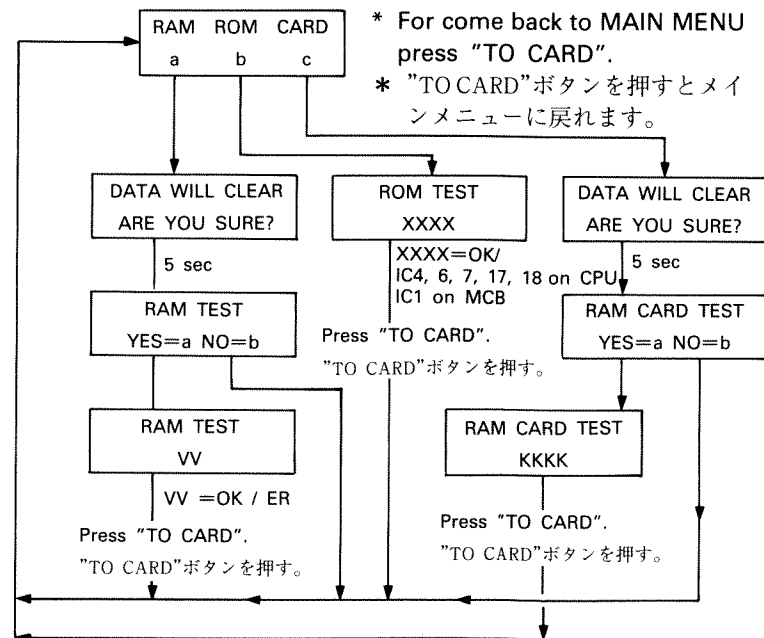 RAM ROM CARD
a b c
* For come back to MAIN MENU
press "TO CARD".
* "TO CARD"ボタンを押すとメイ
ンメニューに戻れます。
DATA WILL CLEAR
ARE YOU SURE?
5 sec
RAM TEST
YES=a NO=b
RAM TEST
VV
VV =OK / ER
Press "TO CARD".
"TO CARD"ボタンを押す。
ROM TEST
XXXX
XXXX=OK/
IC4, 6, 7, 17, 18 on CPU
IC1 on MCB
Press "TO CARD".
"TO CARD"ボタンを押す。
DATA WILL CLEAR
ARE YOU SURE?
5 sec
RAM CARD TEST
YES=a NO=b
RAM CARD TEST
KKKK
Press "TO CARD".
"TO CARD"ボタンを押す。